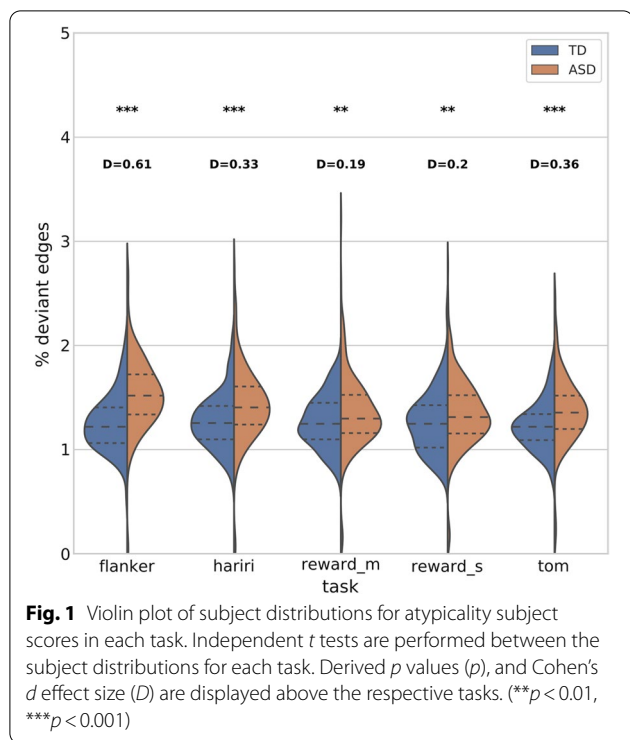 5
TD
ASD
*** *** ** ** ***
4
D=0.61 D=0.33 D=0.19 D=0.2 D=0.36
3
% deviant edges
2
1
0
flanker hariri reward_m reward_s tom
task
Fig. 1 Violin plot of subject distributions for atypicality subject
scores in each task. Independent t tests are performed between the
subject distributions for each task. Derived p values (p), and Cohen's
d effect size (D) are displayed above the respective tasks. (**p < 0.01,
***p < 0.001)